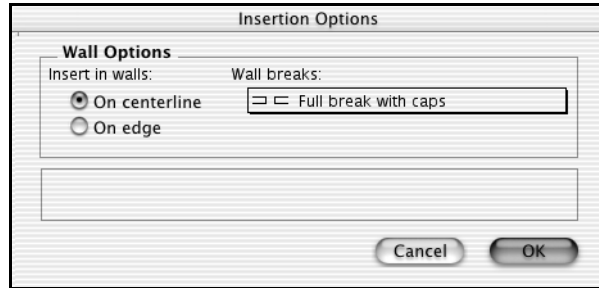 Insertion Options
Wall Options
Insert in walls: Wall breaks:
On centerline Full break with caps
On edge
Cancel OK